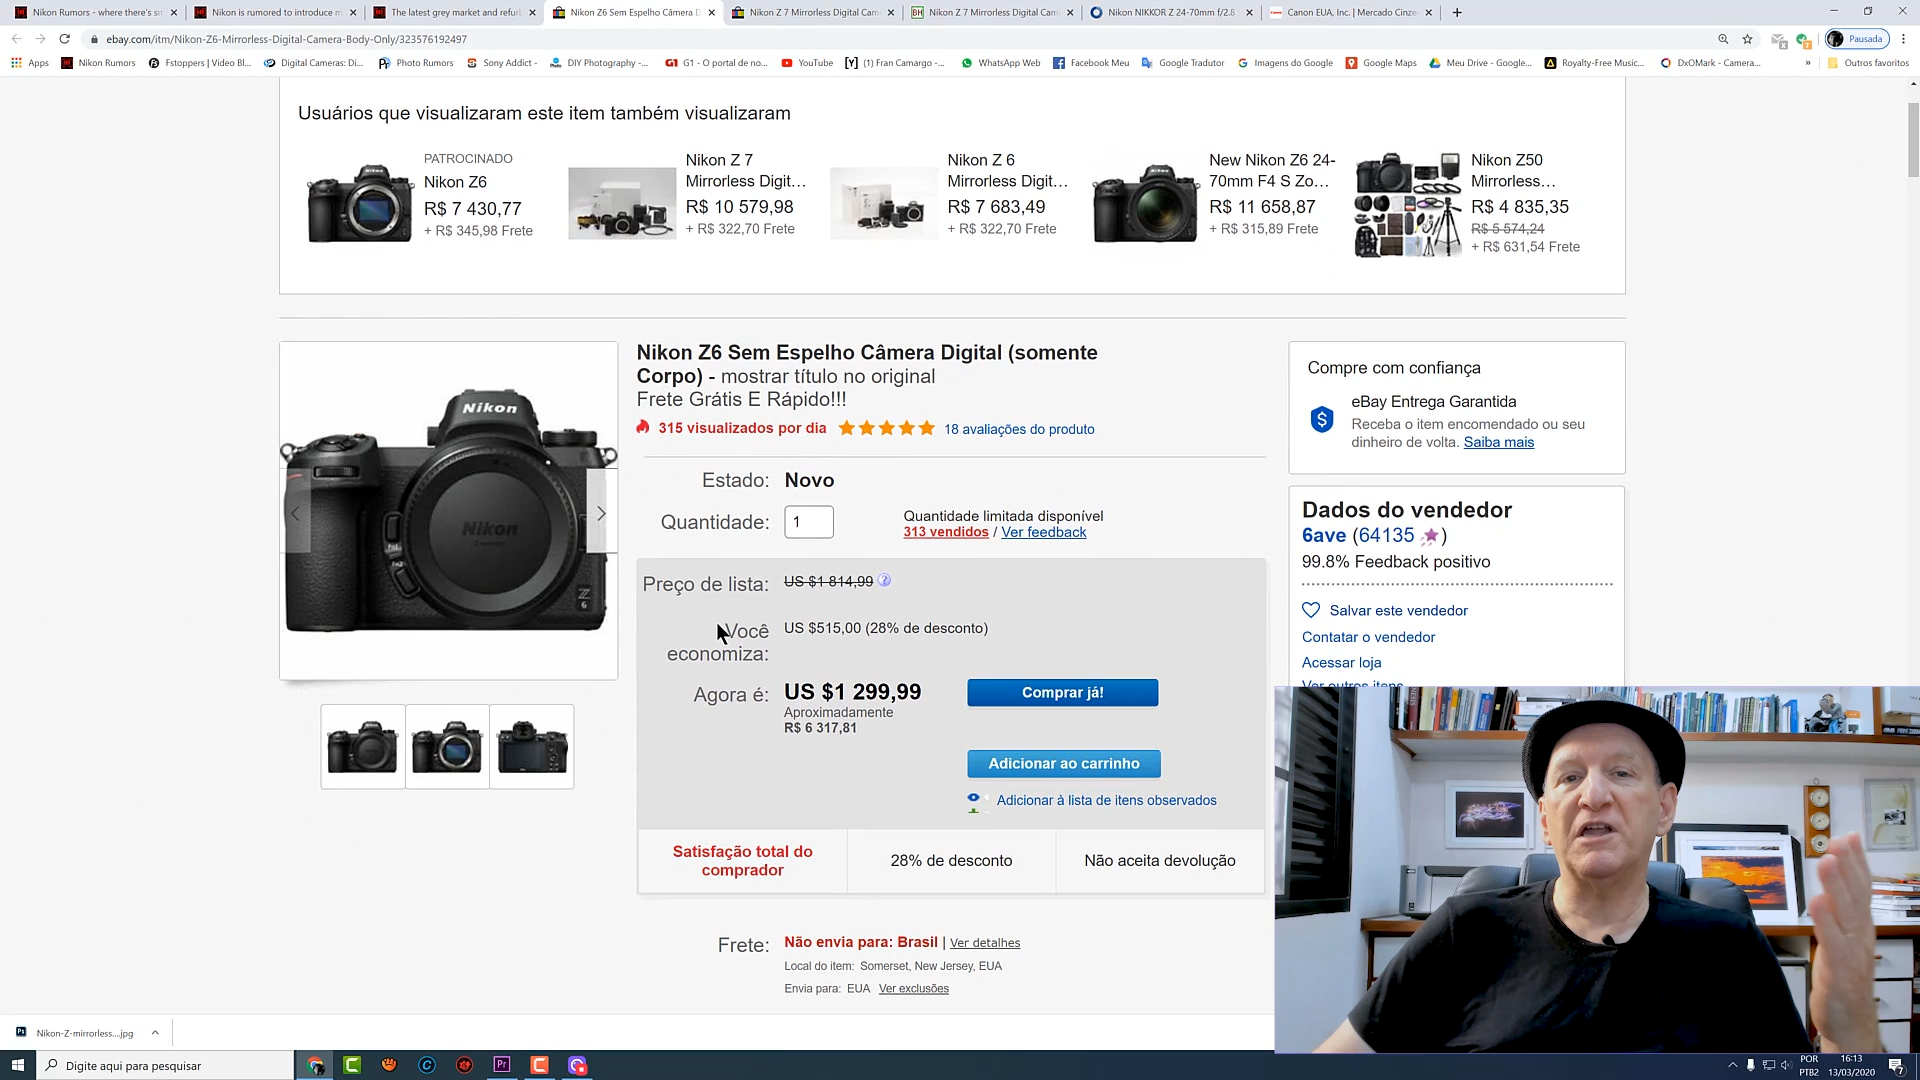 Nikon Rumors - where there's sm
Nikon is rumored to introduce m
The latest grey market and refurb
Nikon Z6 Sem Espelho Câmera D
Nikon Z 7 Mirrorless Digital Cam
Nikon Z 7 Mirrorless Digital Cam
Nikon NIKKOR Z 24-70mm f/2.8
Canon EUA, Inc. | Mercado Cinze
ebay.com/itm/Nikon-Z6-Mirrorless-Digital-Camera-Body-Only/323576192497
Pausada
Apps
Nikon Rumors
Fstoppers | Video Bl...
Digital Cameras: Di...
Photo Rumors
Sony Addict -
DIY Photography -...
G1 - O portal de no...
YouTube
(1) Fran Camargo -...
WhatsApp Web
Facebook Meu
Google Tradutor
Imagens do Google
Google Maps
Meu Drive - Google...
Royalty-Free Music...
DxOMark - Camera...
Outros favoritos
Usuários que visualizaram este item também visualizaram
PATROCINADO
Nikon Z6
R$ 7 430,77
+ R$ 345,98 Frete
Nikon Z 7
Mirrorless Digit...
R$ 10 579,98
+ R$ 322,70 Frete
Nikon Z 6
Mirrorless Digit...
R$ 7 683,49
+ R$ 322,70 Frete
New Nikon Z6 24-
70mm F4 S Zo...
R$ 11 658,87
+ R$ 315,89 Frete
Nikon Z50
Mirrorless...
R$ 4 835,35
R$ 5 574,24
+ R$ 631,54 Frete
Nikon
Nikon
Z
6
Nikon Z6 Sem Espelho Câmera Digital (somente
Corpo) - mostrar título no original
Frete Grátis E Rápido!!!
315 visualizados por dia
18 avaliações do produto
Estado: Novo
Quantidade: 1
Quantidade limitada disponível
313 vendidos / Ver feedback
Preço de lista: US $1 814,99
Você
economiza:
US $515,00 (28% de desconto)
Agora é: US $1 299,99
Aproximadamente
R$ 6 317,81
Comprar já!
Adicionar ao carrinho
Adicionar à lista de itens observados
Satisfação total do
comprador
28% de desconto
Não aceita devolução
Frete: Não envia para: Brasil | Ver detalhes
Local do item: Somerset, New Jersey, EUA
Envia para: EUA Ver exclusões
Compre com confiança
eBay Entrega Garantida
Receba o item encomendado ou seu
dinheiro de volta. Saiba mais
Dados do vendedor
6ave (64135)
99.8% Feedback positivo
Salvar este vendedor
Contatar o vendedor
Acessar loja
Ver outros itens
Nikon-Z-mirrorless....jpg
Digite aqui para pesquisar
POR
PTB2
16:13
13/03/2020